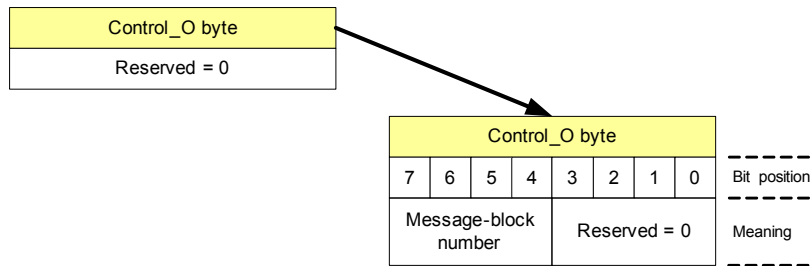 Control_O byte
Reserved = 0
Control_O byte
7 6 5 4 3 2 1 0 Bit position
Message-block
number
Reserved = 0
Meaning